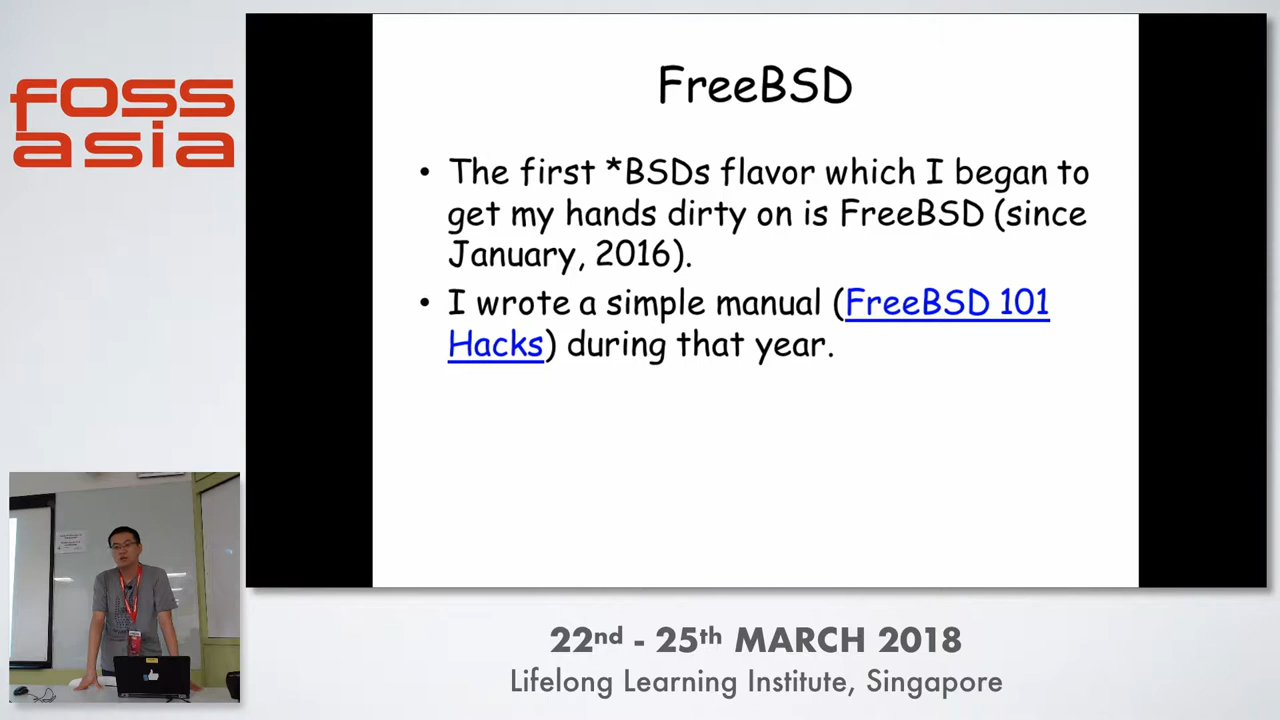 foss
asia
FreeBSD
• The first *BSDs flavor which I began to
get my hands dirty on is FreeBSD (since
January, 2016).
• I wrote a simple manual (FreeBSD 101
Hacks) during that year.
22nd - 25th MARCH 2018
Lifelong Learning Institute, Singapore